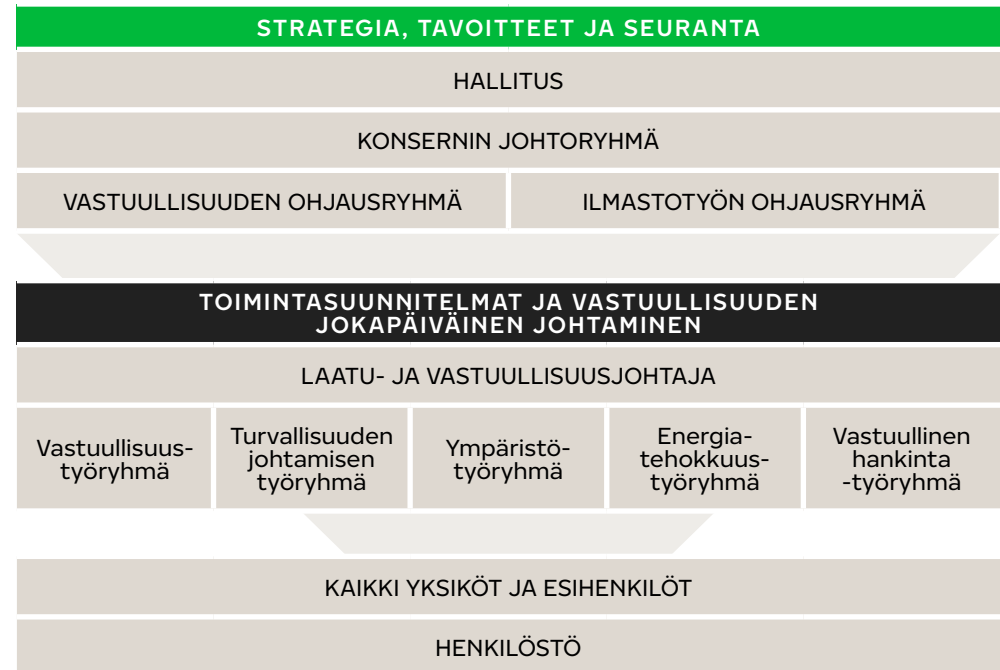 STRATEGIA, TAVOITTEET JA SEURANTA
HALLITUS
KONSERNIN JOHTORYHMÄ
VASTUULLISUUDEN OHJAUSRYHMÄ
ILMASTOTYÖN OHJAUSRYHMÄ
TOIMINTASUUNNITELMAT JA VASTUULLISUUDEN
JOKAPÄIVÄINEN JOHTAMINEN
LAATU- JA VASTUULLISUUSJOHTAJA
Vastuullisuus-
työryhmä
Turvallisuuden
johtamisen
työryhmä
Ympäristö-
työryhmä
Energia-
tehokkuus-
työryhmä
Vastuullinen
hankinta
-työryhmä
KAIKKI YKSIKÖT JA ESIHENKILÖT
HENKILÖSTÖ